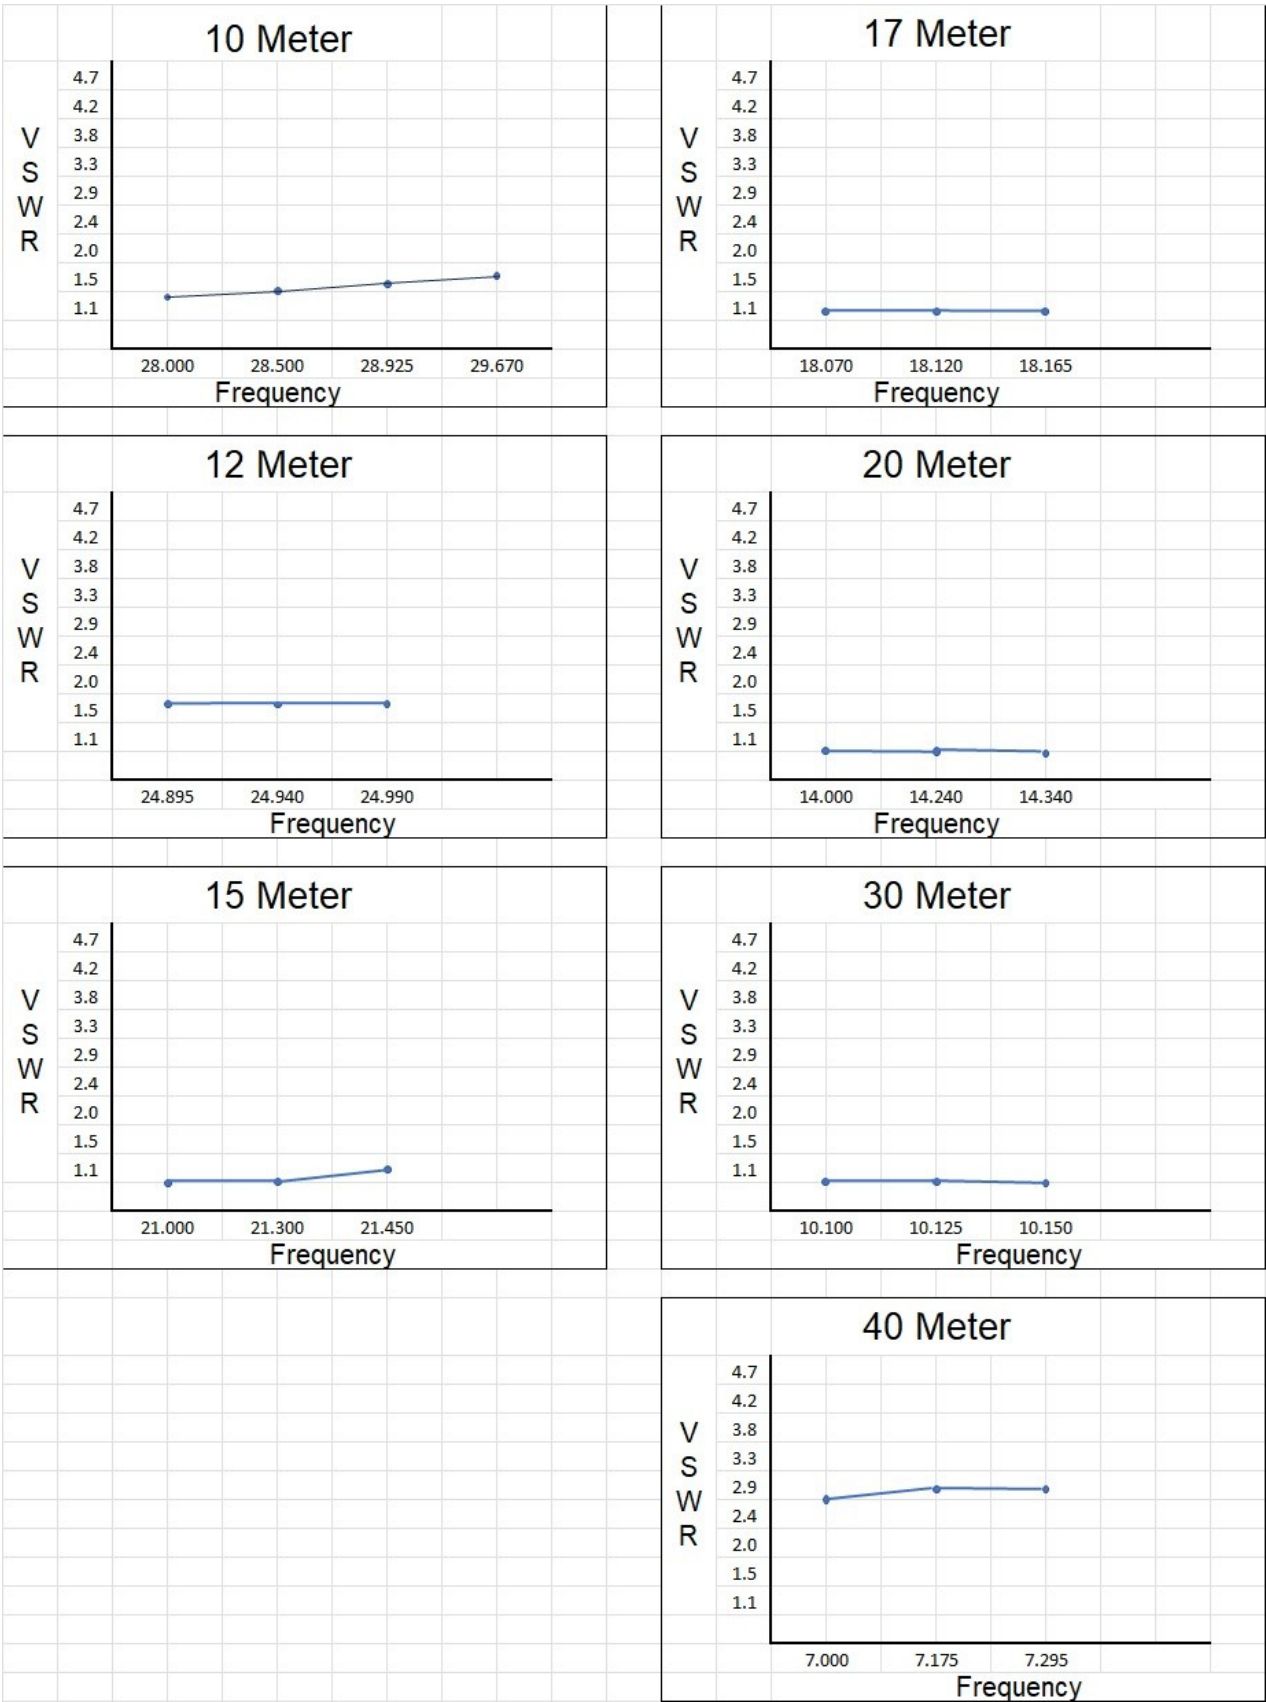 10 Meter
V
S
W
R
4.7
4.2
3.8
3.3
2.9
2.4
2.0
1.5
1.1
28.000 28.500 28.925 29.670
Frequency
17 Meter
V
S
W
R
4.7
4.2
3.8
3.3
2.9
2.4
2.0
1.5
1.1
18.070 18.120 18.165
Frequency
12 Meter
V
S
W
R
4.7
4.2
3.8
3.3
2.9
2.4
2.0
1.5
1.1
24.895 24.940 24.990
Frequency
20 Meter
V
S
W
R
4.7
4.2
3.8
3.3
2.9
2.4
2.0
1.5
1.1
14.000 14.240 14.340
Frequency
15 Meter
V
S
W
R
4.7
4.2
3.8
3.3
2.9
2.4
2.0
1.5
1.1
21.000 21.300 21.450
Frequency
30 Meter
V
S
W
R
4.7
4.2
3.8
3.3
2.9
2.4
2.0
1.5
1.1
10.100 10.125 10.150
Frequency
40 Meter
V
S
W
R
4.7
4.2
3.8
3.3
2.9
2.4
2.0
1.5
1.1
7.000 7.175 7.295
Frequency